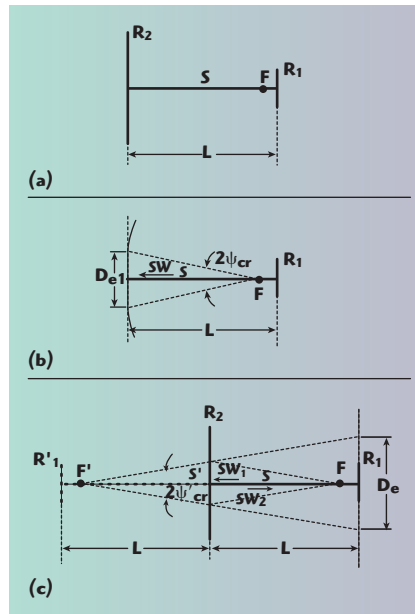 R2
S
F
R1
L
(a)
SW
S
2ψcr
R1
De1
F
L
(b)
R2
R'1
F'
S'
SW1
S
F
R1
2ψ'cr
SW2
De
L
L
(c)